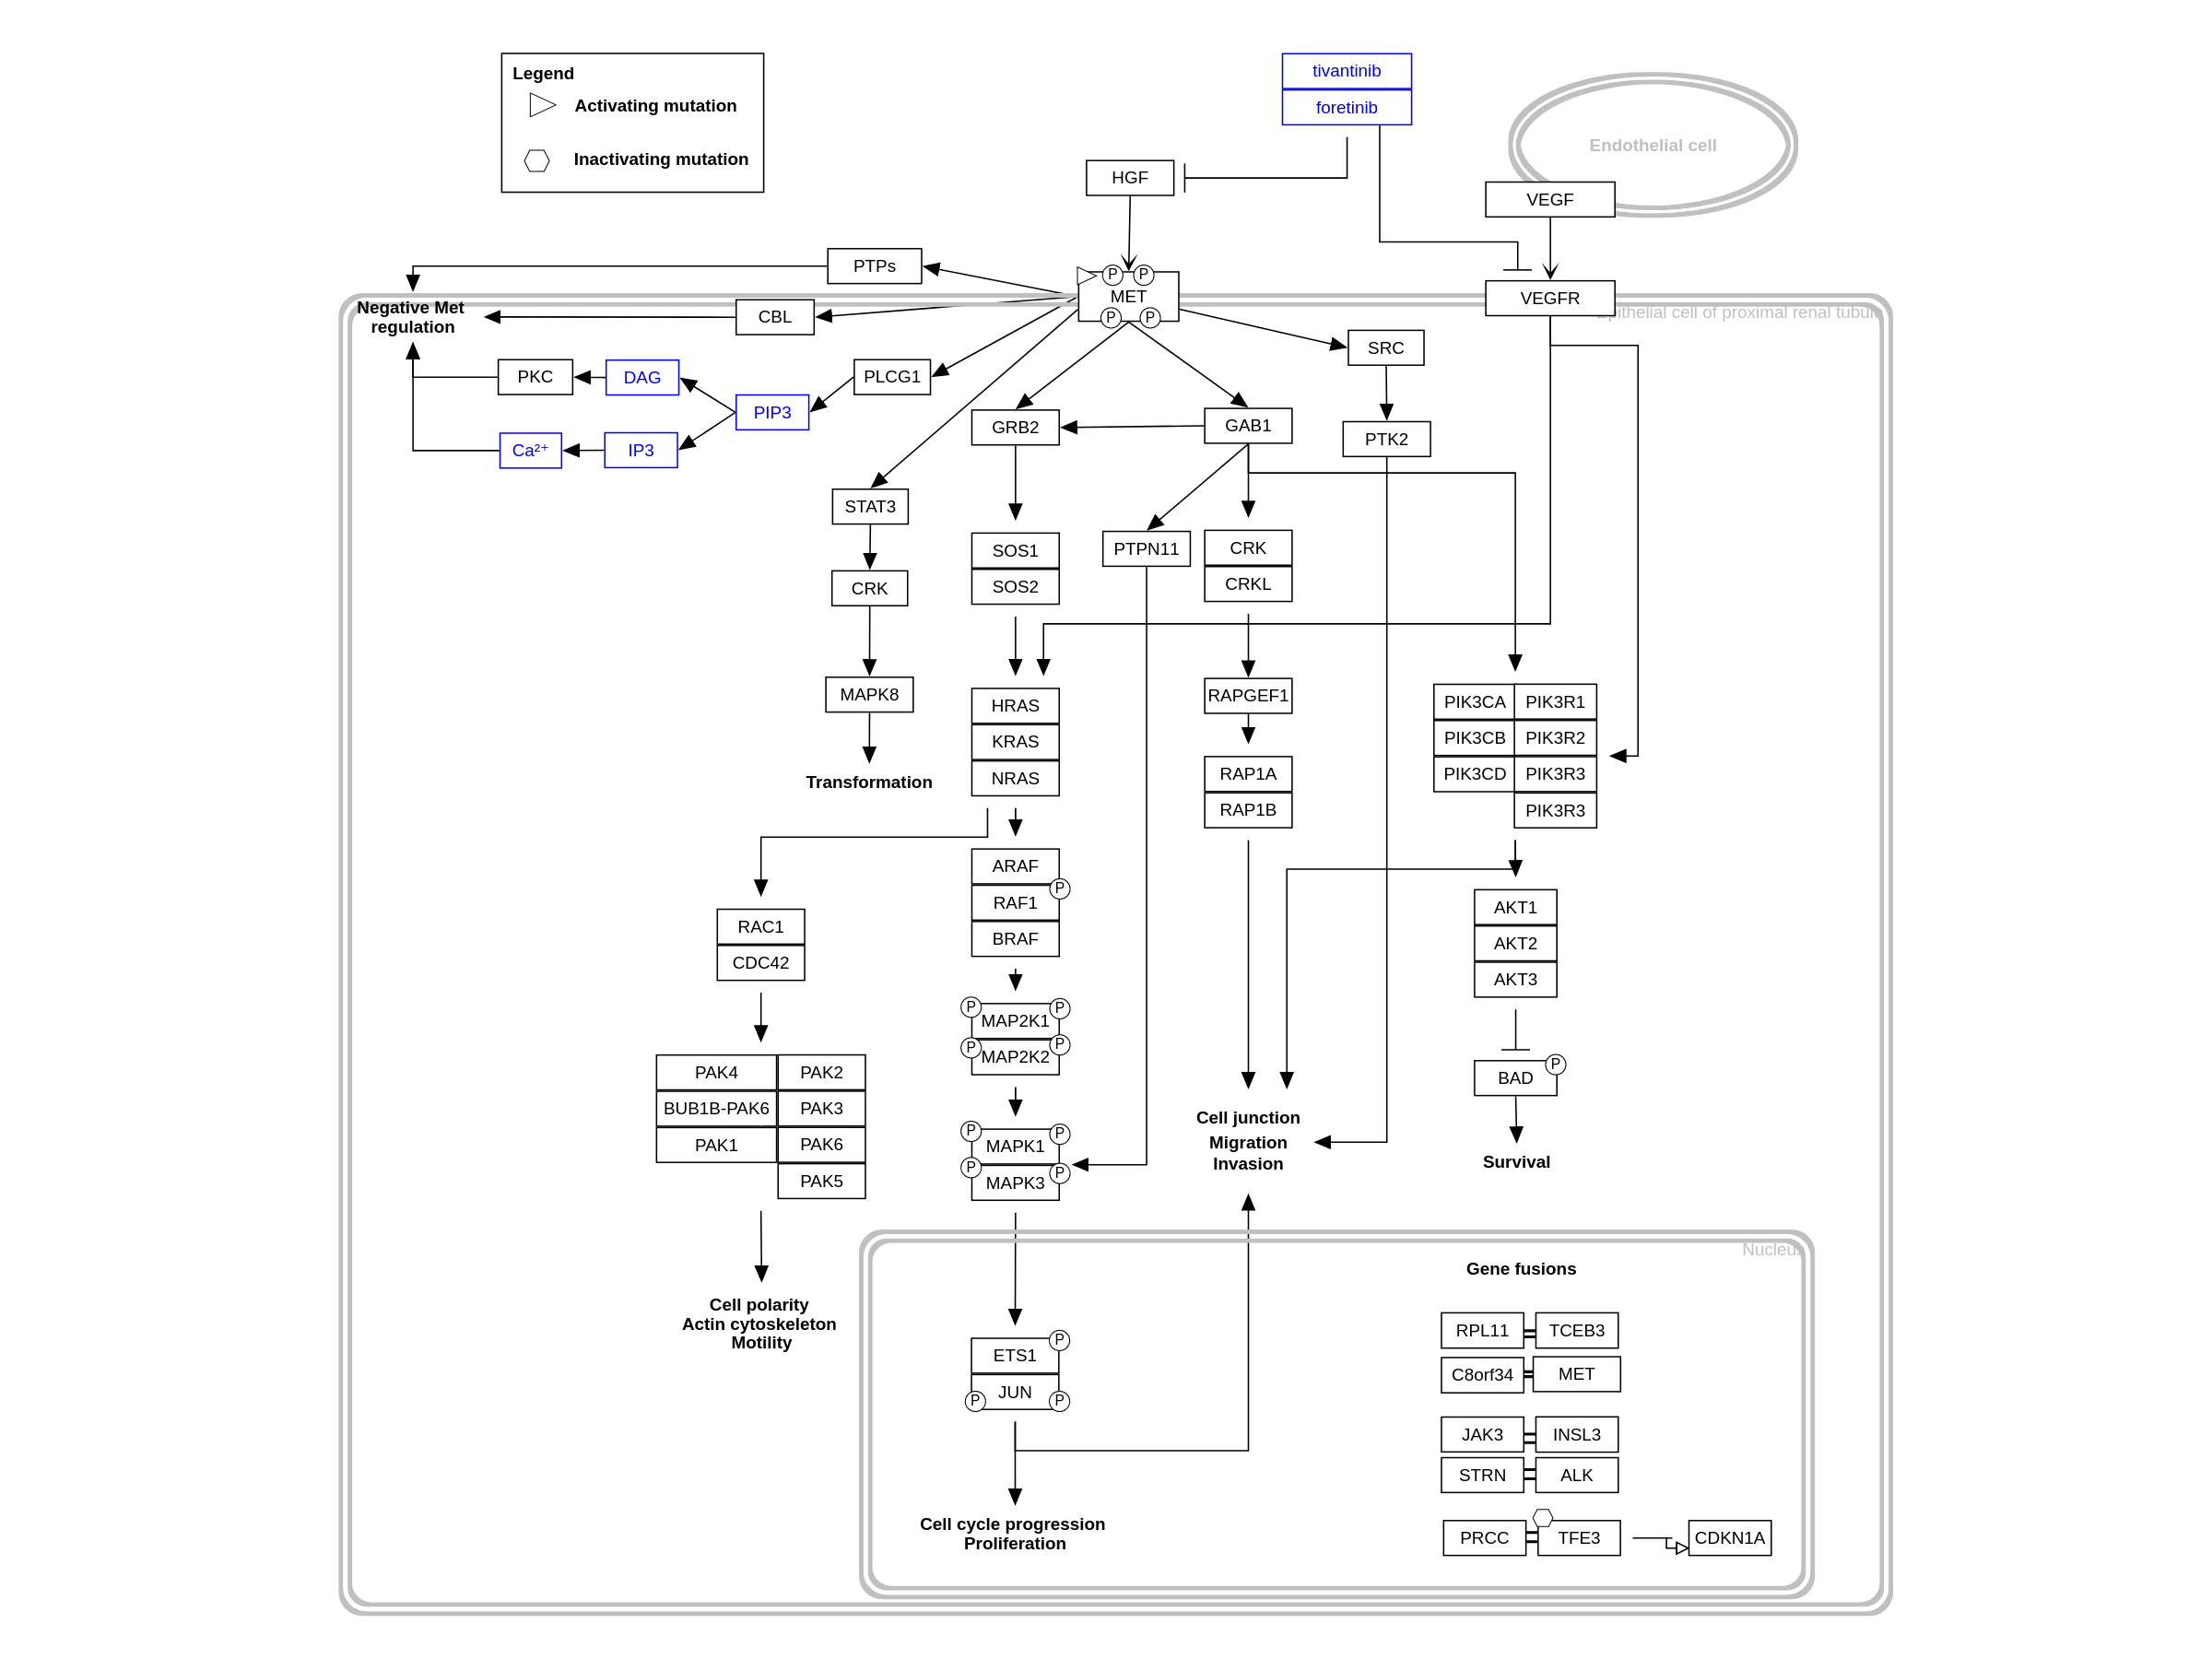 Legend
Activating mutation
Inactivating mutation
tivantinib
foretinib
Endothelial cell
HGF
VEGF
PTPs
P
P
MET
P
P
VEGFR
Epithelial cell of proximal renal tubule
Negative Met
regulation
CBL
SRC
PKC
DAG
PLCG1
PIP3
GRB2
GAB1
PTK2
Ca²⁺
IP3
STAT3
SOS1
SOS2
PTPN11
CRK
CRKL
CRK
MAPK8
Transformation
HRAS
KRAS
NRAS
RAPGEF1
RAP1A
RAP1B
PIK3CA
PIK3R1
PIK3CB
PIK3R2
PIK3CD
PIK3R3
PIK3R3
ARAF
P
RAF1
BRAF
RAC1
CDC42
AKT1
AKT2
AKT3
P
P
MAP2K1
P
P
MAP2K2
P
BAD
PAK4
PAK2
BUB1B-PAK6
PAK3
PAK1
PAK6
PAK5
P
P
MAPK1
P
P
MAPK3
Cell junction
Migration
Invasion
Survival
Nucleus
Gene fusions
Cell polarity
Actin cytoskeleton
Motility
P
ETS1
JUN
P
P
RPL11
TCEB3
C8orf34
MET
JAK3
INSL3
STRN
ALK
PRCC
TFE3
CDKN1A
Cell cycle progression
Proliferation